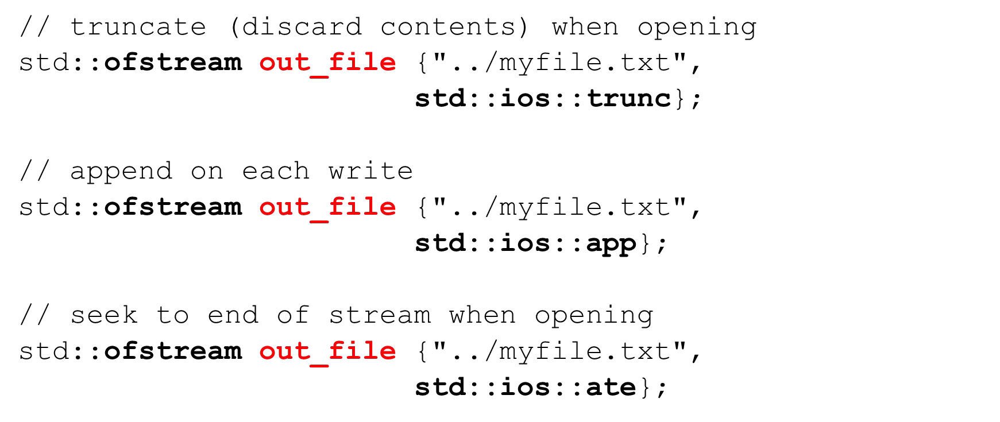 // truncate (discard contents) when opening
std::ofstream out_file {"../myfile.txt",
std::ios::trunc};
// append on each write
std::ofstream out_file {"../myfile.txt",
std::ios::app};
// seek to end of stream when opening
std::ofstream out_file {"../myfile.txt",
std::ios::ate};